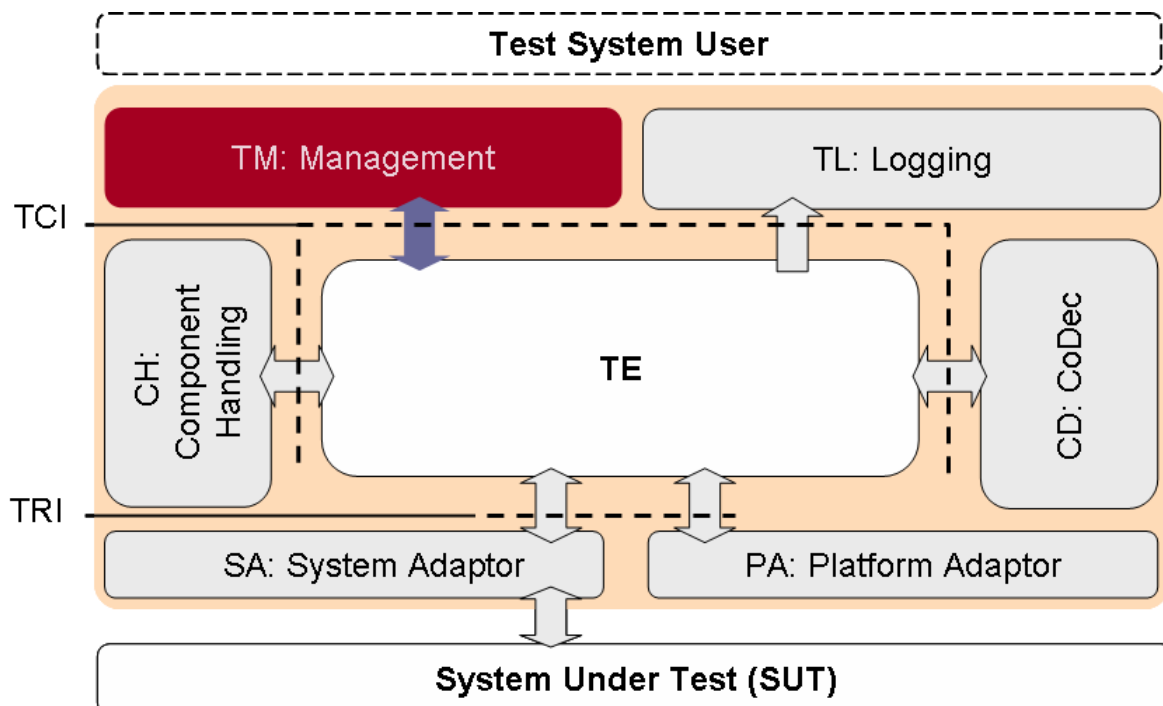 Test System User
TM: Management
TL: Logging
TCI
CH:
Component
Handling
TE
CD: CoDec
TRI
SA: System Adaptor
PA: Platform Adaptor
System Under Test (SUT)